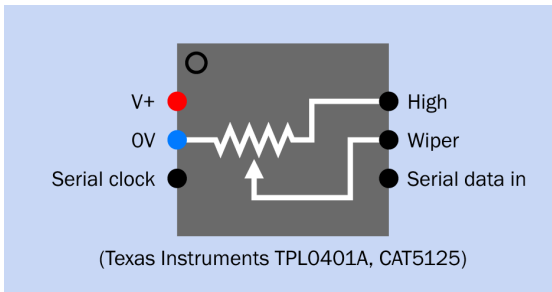 V+
High
0V
Wiper
Serial clock
Serial data in
(Texas Instruments TPL0401A, CAT5125)